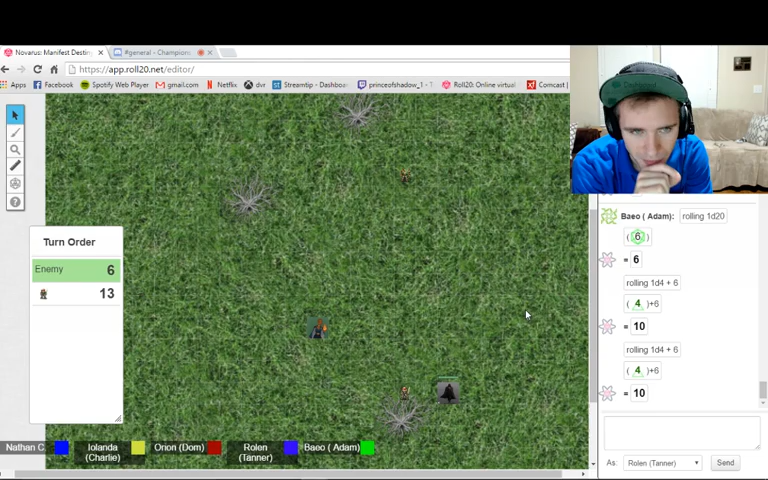 Novarus: Manifest Destin
#general - Champions
https://app.roll20.net/editor/
Apps
Facebook
Spotify Web Player
gmail.com
Netflix
dvr
Streamtip - Dashboa
princeofshadow_1 - T
Roll20: Online virtual
Comcast
Turn Order
Enemy 6
13
Baeo ( Adam): rolling 1d20
( 6 )
= 6
rolling 1d4 + 6
( 4 )+6
= 10
rolling 1d4 + 6
( 4 )+6
= 10
Nathan C.
Iolanda
(Charlie)
Orion (Dom)
Rolen
(Tanner)
Baeo ( Adam)
As:
Rolen (Tanner)
Send